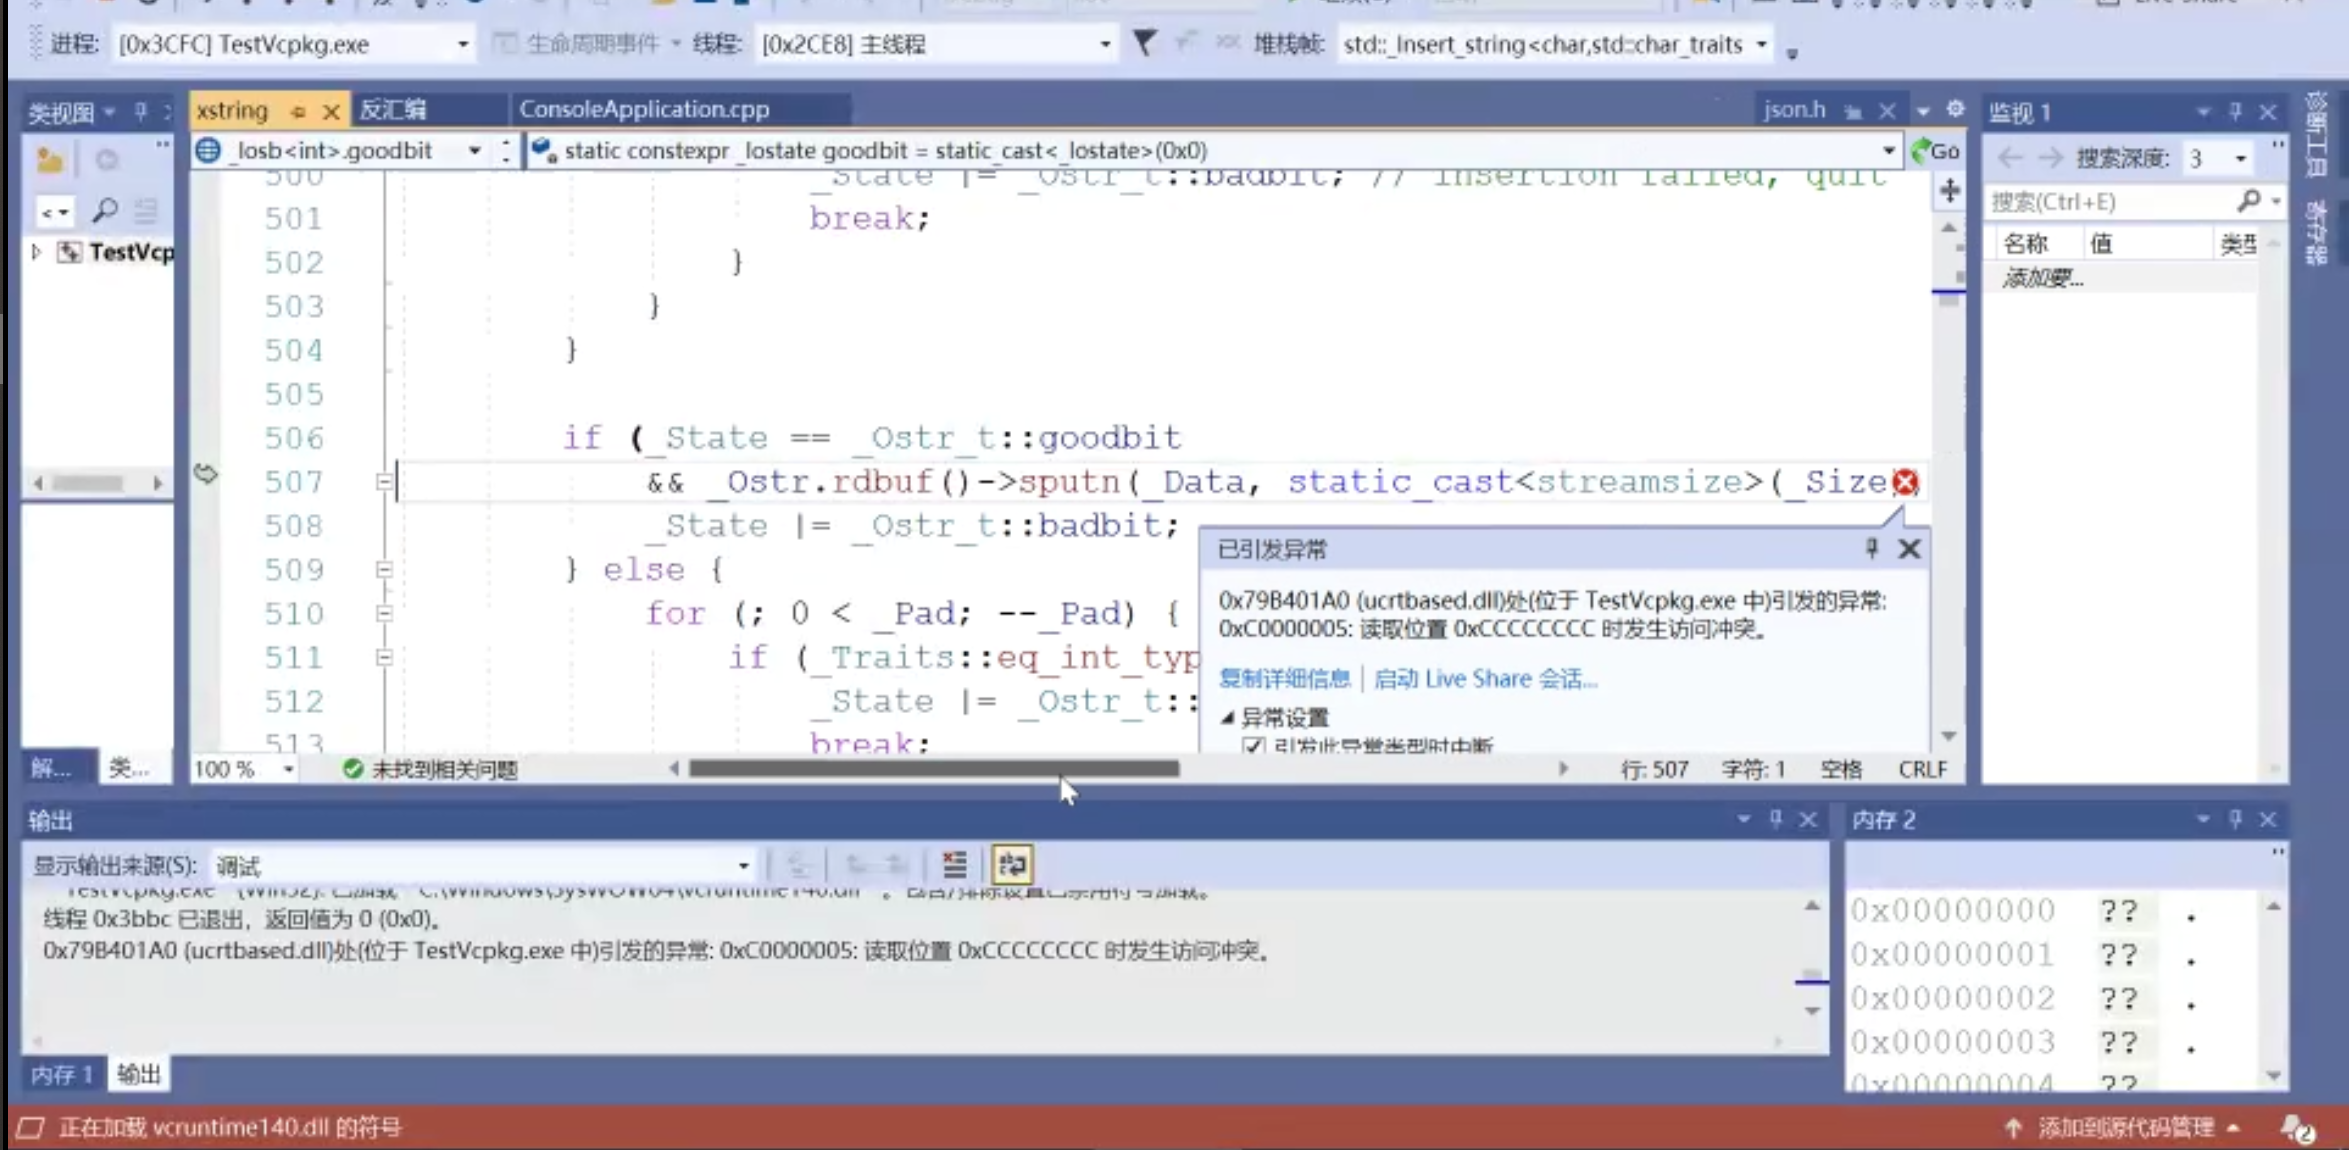 进程: [0x3CFC] TestVcpkg.exe 生命周期事件 线程: [0x2CE8] 主线程 堆栈帧: std::_Insert_string<char,std::char_traits
类视图 xstring 反汇编 ConsoleApplication.cpp json.h 监视 1 诊断工具 寄存器
_Iosb<int>.goodbit static constexpr _Iostate goodbit = static_cast<_Iostate>(0x0) Go 搜索深度: 3
搜索(Ctrl+E)
名称 值 类型
添加要...
TestVcp
500 _State |= _Ostr_t::badbit; // insertion failed, quit
501 break;
502 }
503 }
504 }
505
506 if (_State == _Ostr_t::goodbit
507 && _Ostr.rdbuf()->sputn(_Data, static_cast<streamsize>(_Size
508 _State |= _Ostr_t::badbit;
509 } else {
510 for (; 0 < _Pad; --_Pad) {
511 if (_Traits::eq_int_typ
512 _State |= _Ostr_t::
513 break;
已引发异常
0x79B401A0 (ucrtbased.dll)处(位于 TestVcpkg.exe 中)引发的异常:
0xC0000005: 读取位置 0xCCCCCCCC 时发生访问冲突。
复制详细信息 | 启动 Live Share 会话...
异常设置
引发此异常类型时中断
解... 类... 100 % 未找到相关问题 行: 507 字符: 1 空格 CRLF
输出 内存 2
显示输出来源(S): 调试
线程 0x3bbc 已退出，返回值为 0 (0x0)。
0x79B401A0 (ucrtbased.dll)处(位于 TestVcpkg.exe 中)引发的异常: 0xC0000005: 读取位置 0xCCCCCCCC 时发生访问冲突。
0x00000000 ?? .
0x00000001 ?? .
0x00000002 ?? .
0x00000003 ?? .
0x00000004 ??
内存 1 输出
正在加载 vcruntime140.dll 的符号 添加到源代码管理 2